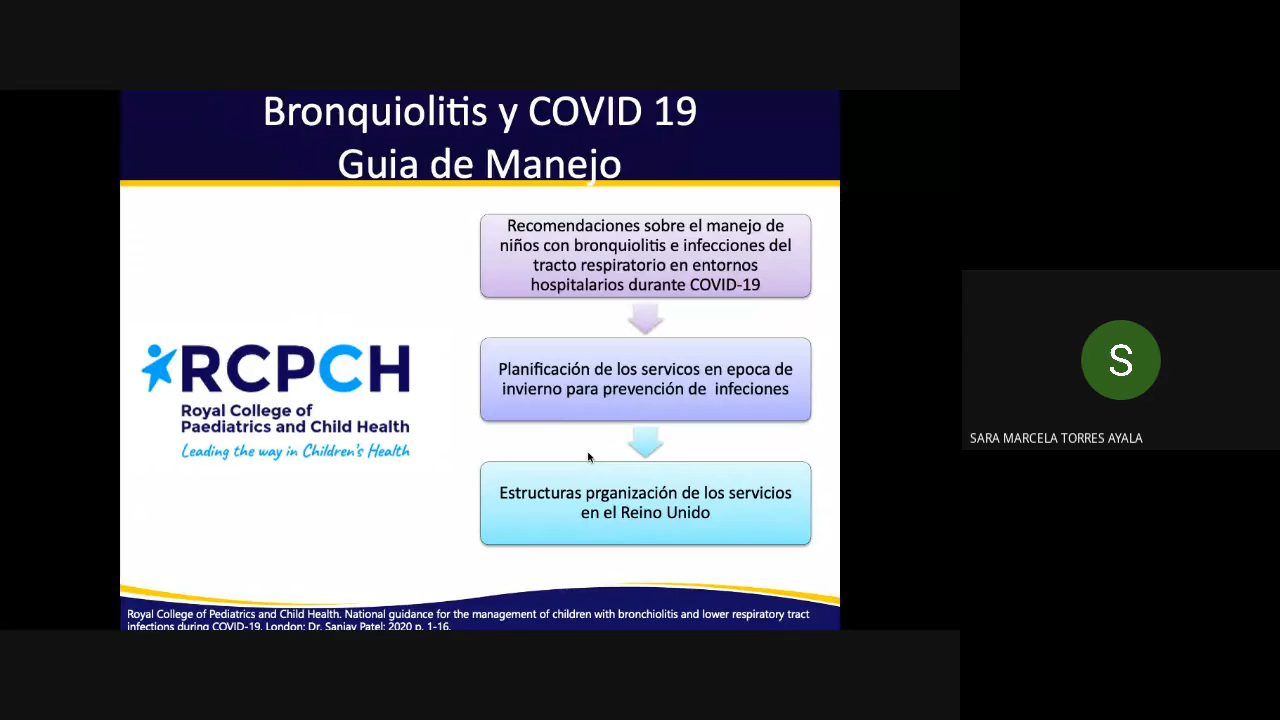 Bronquiolitis y COVID 19
Guia de Manejo
Recomendaciones sobre el manejo de
niños con bronquiolitis e infecciones del
tracto respiratorio en entornos
hospitalarios durante COVID-19
RCPCH
Royal College of
Paediatrics and Child Health
Leading the way in Children's Health
Planificación de los servicos en epoca de
invierno para prevención de infeciones
Estructuras prganización de los servicios
en el Reino Unido
Royal College of Pediatrics and Child Health. National guidance for the management of children with bronchiolitis and lower respiratory tract
infections during COVID-19. London: Dr. Sanjay Patel; 2020 p. 1-16.
S
SARA MARCELA TORRES AYALA